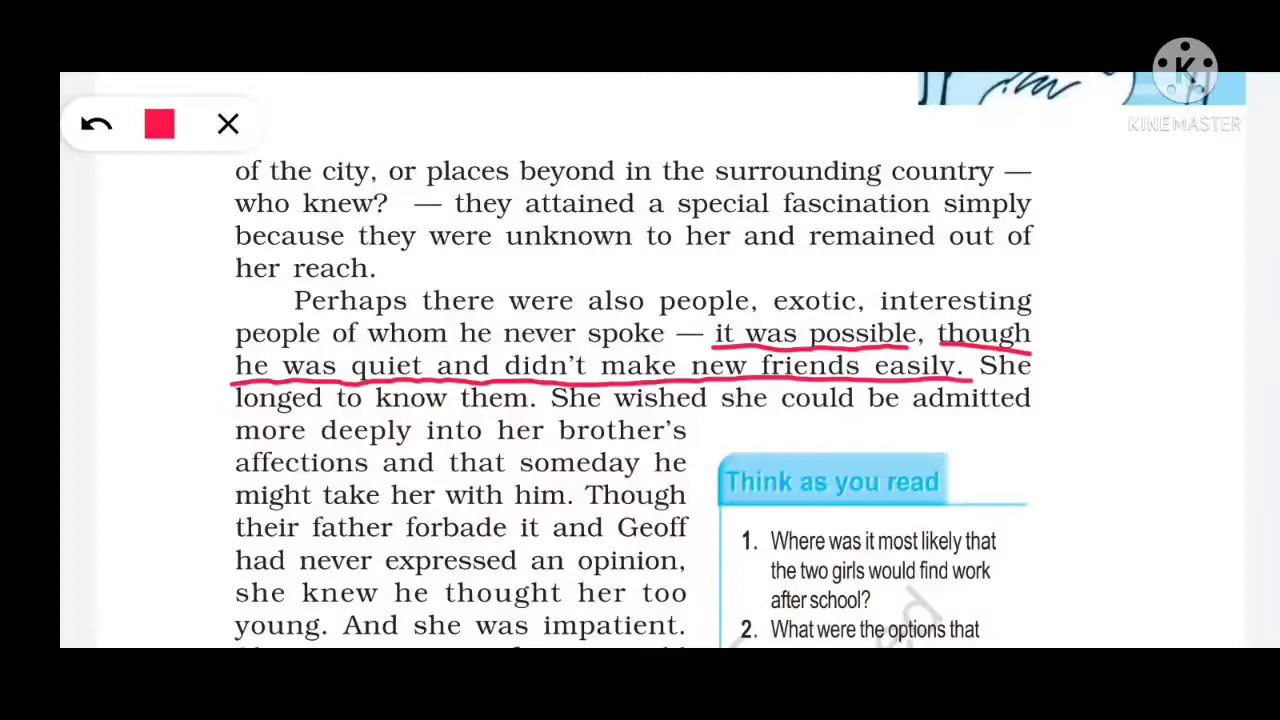 KINEMASTER
of the city, or places beyond in the surrounding country —
who knew? — they attained a special fascination simply
because they were unknown to her and remained out of
her reach.
Perhaps there were also people, exotic, interesting
people of whom he never spoke — it was possible, though
he was quiet and didn't make new friends easily. She
longed to know them. She wished she could be admitted
more deeply into her brother's
affections and that someday he
might take her with him. Though
their father forbade it and Geoff
had never expressed an opinion,
she knew he thought her too
young. And she was impatient.
Think as you read
1. Where was it most likely that
the two girls would find work
after school?
2. What were the options that